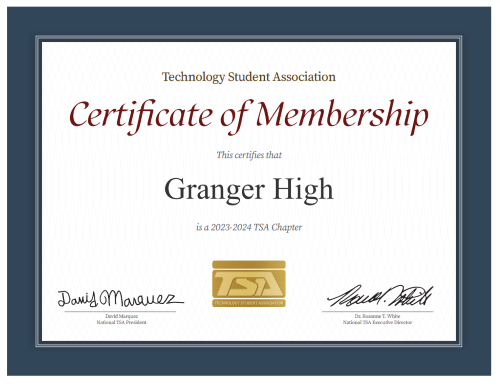 Technology Student Association
Certificate of Membership
This certifies that
Granger High
is a 2023-2024 TSA Chapter
TSA
TECHNOLOGY STUDENT ASSOCIATION
David Marquez
David Marquez
National TSA President
Dr. Rosanne T. White
National TSA Executive Director